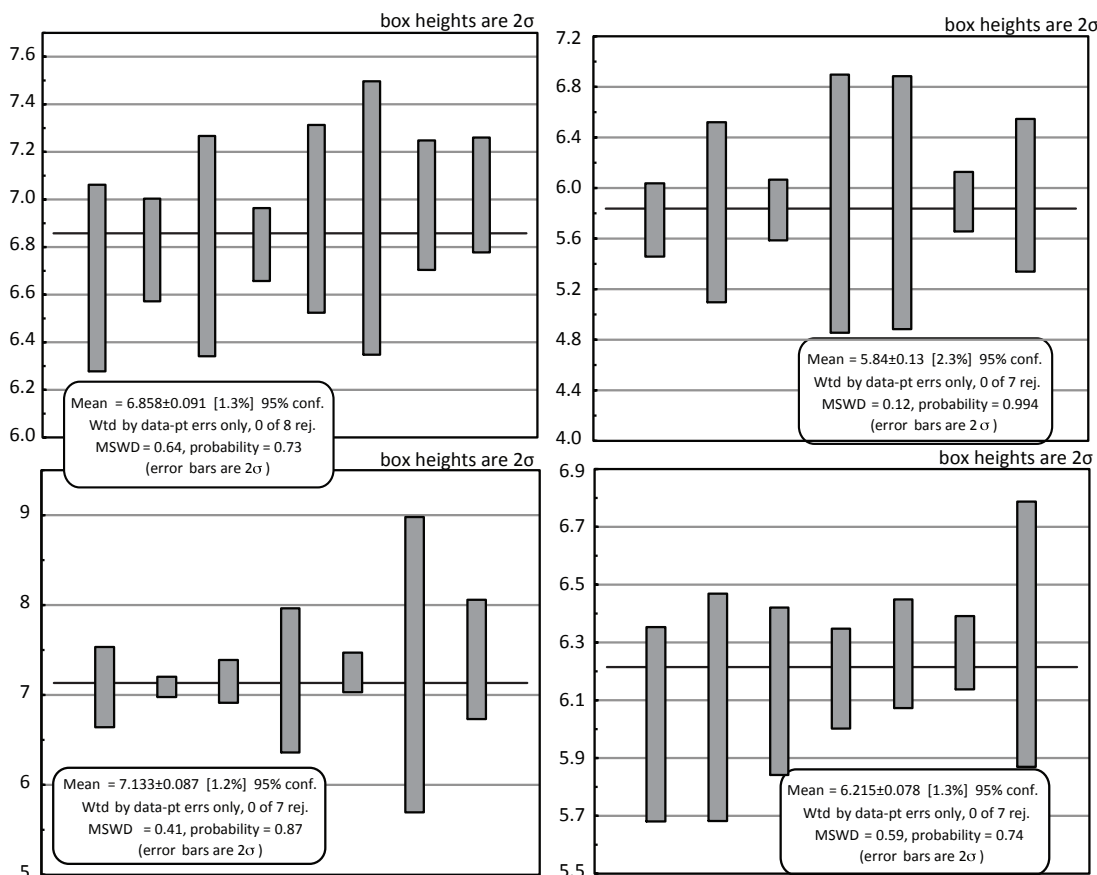 box heights are 2σ
7.6
7.4
7.2
7.0
6.8
6.6
6.4
6.2
6.0
Mean = 6.858±0.091 [1.3%] 95% conf.
Wtd by data-pt errs only, 0 of 8 rej.
MSWD = 0.64, probability = 0.73
(error bars are 2σ)
box heights are 2σ
7.2
6.8
6.4
6.0
5.6
5.2
4.8
4.4
4.0
Mean = 5.84±0.13 [2.3%] 95% conf.
Wtd by data-pt errs only, 0 of 7 rej.
MSWD = 0.12, probability = 0.994
(error bars are 2σ)
box heights are 2σ
9
8
7
6
5
Mean = 7.133±0.087 [1.2%] 95% conf.
Wtd by data-pt errs only, 0 of 7 rej.
MSWD = 0.41, probability = 0.87
(error bars are 2σ)
box heights are 2σ
6.9
6.7
6.5
6.3
6.1
5.9
5.7
5.5
Mean = 6.215±0.078 [1.3%] 95% conf.
Wtd by data-pt errs only, 0 of 7 rej.
MSWD = 0.59, probability = 0.74
(error bars are 2σ)